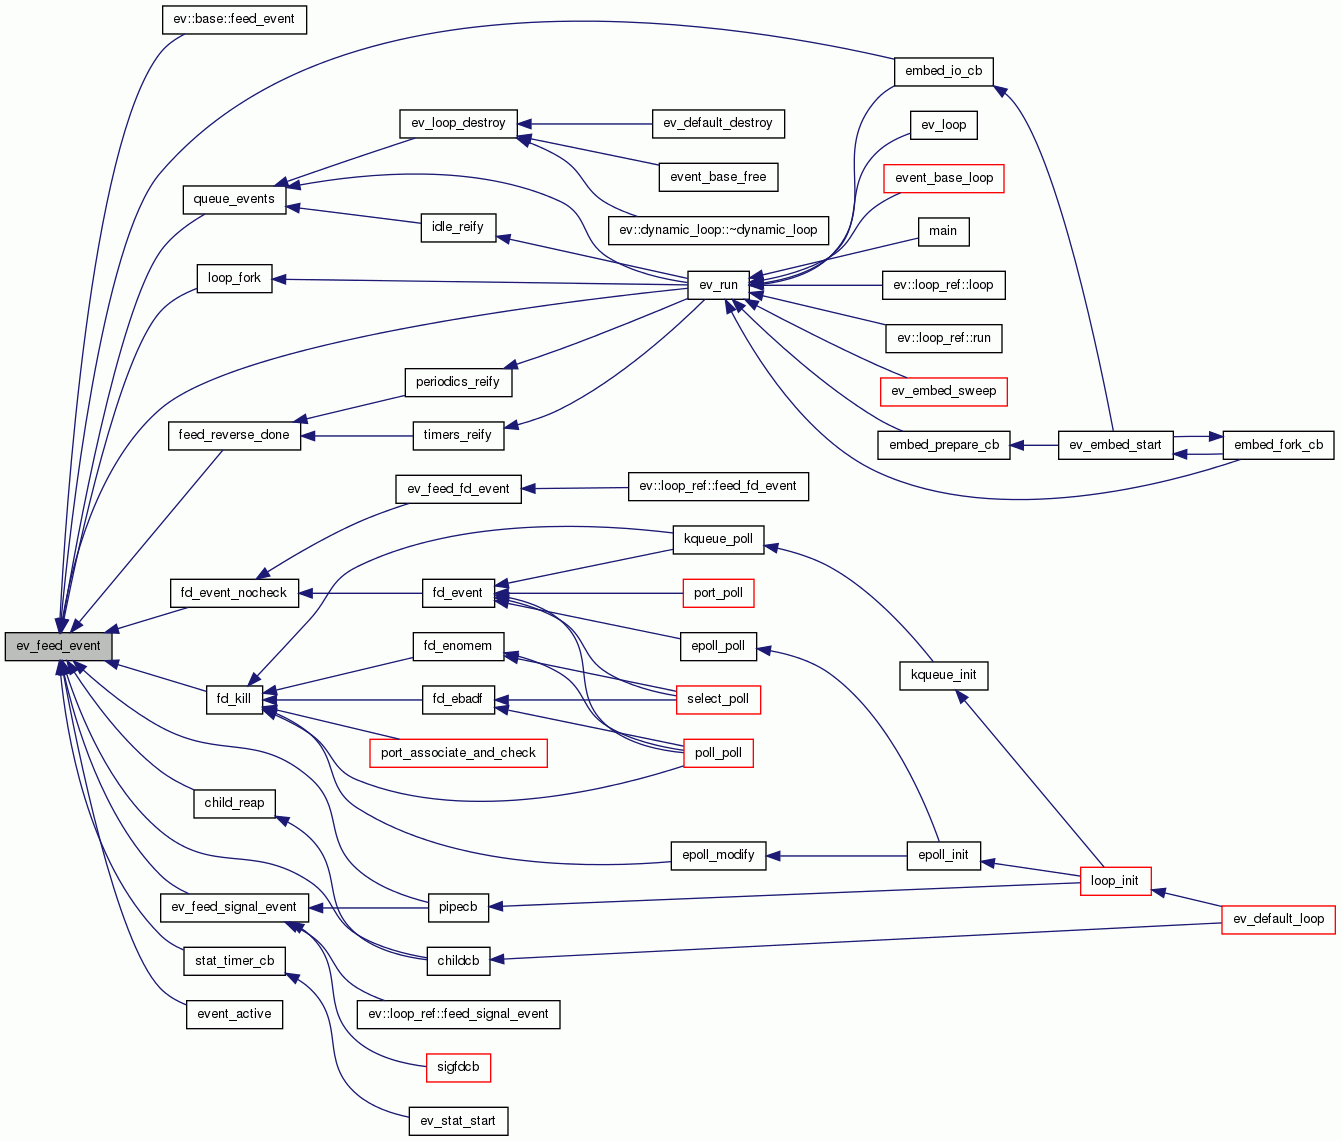 ev::base::feed_event
embed_io_cb
ev_loop_destroy
ev_default_destroy
ev_loop
event_base_free
event_base_loop
queue_events
idle_reify
ev::dynamic_loop::~dynamic_loop
main
loop_fork
ev_run
ev::loop_ref::loop
ev::loop_ref::run
periodics_reify
ev_embed_sweep
feed_reverse_done
timers_reify
embed_prepare_cb
ev_embed_start
embed_fork_cb
ev_feed_fd_event
ev::loop_ref::feed_fd_event
kqueue_poll
fd_event_nocheck
fd_event
port_poll
ev_feed_event
fd_enomem
epoll_poll
kqueue_init
fd_kill
fd_ebadf
select_poll
port_associate_and_check
poll_poll
child_reap
epoll_modify
epoll_init
loop_init
ev_feed_signal_event
pipecb
ev_default_loop
stat_timer_cb
childcb
event_active
ev::loop_ref::feed_signal_event
sigfdcb
ev_stat_start